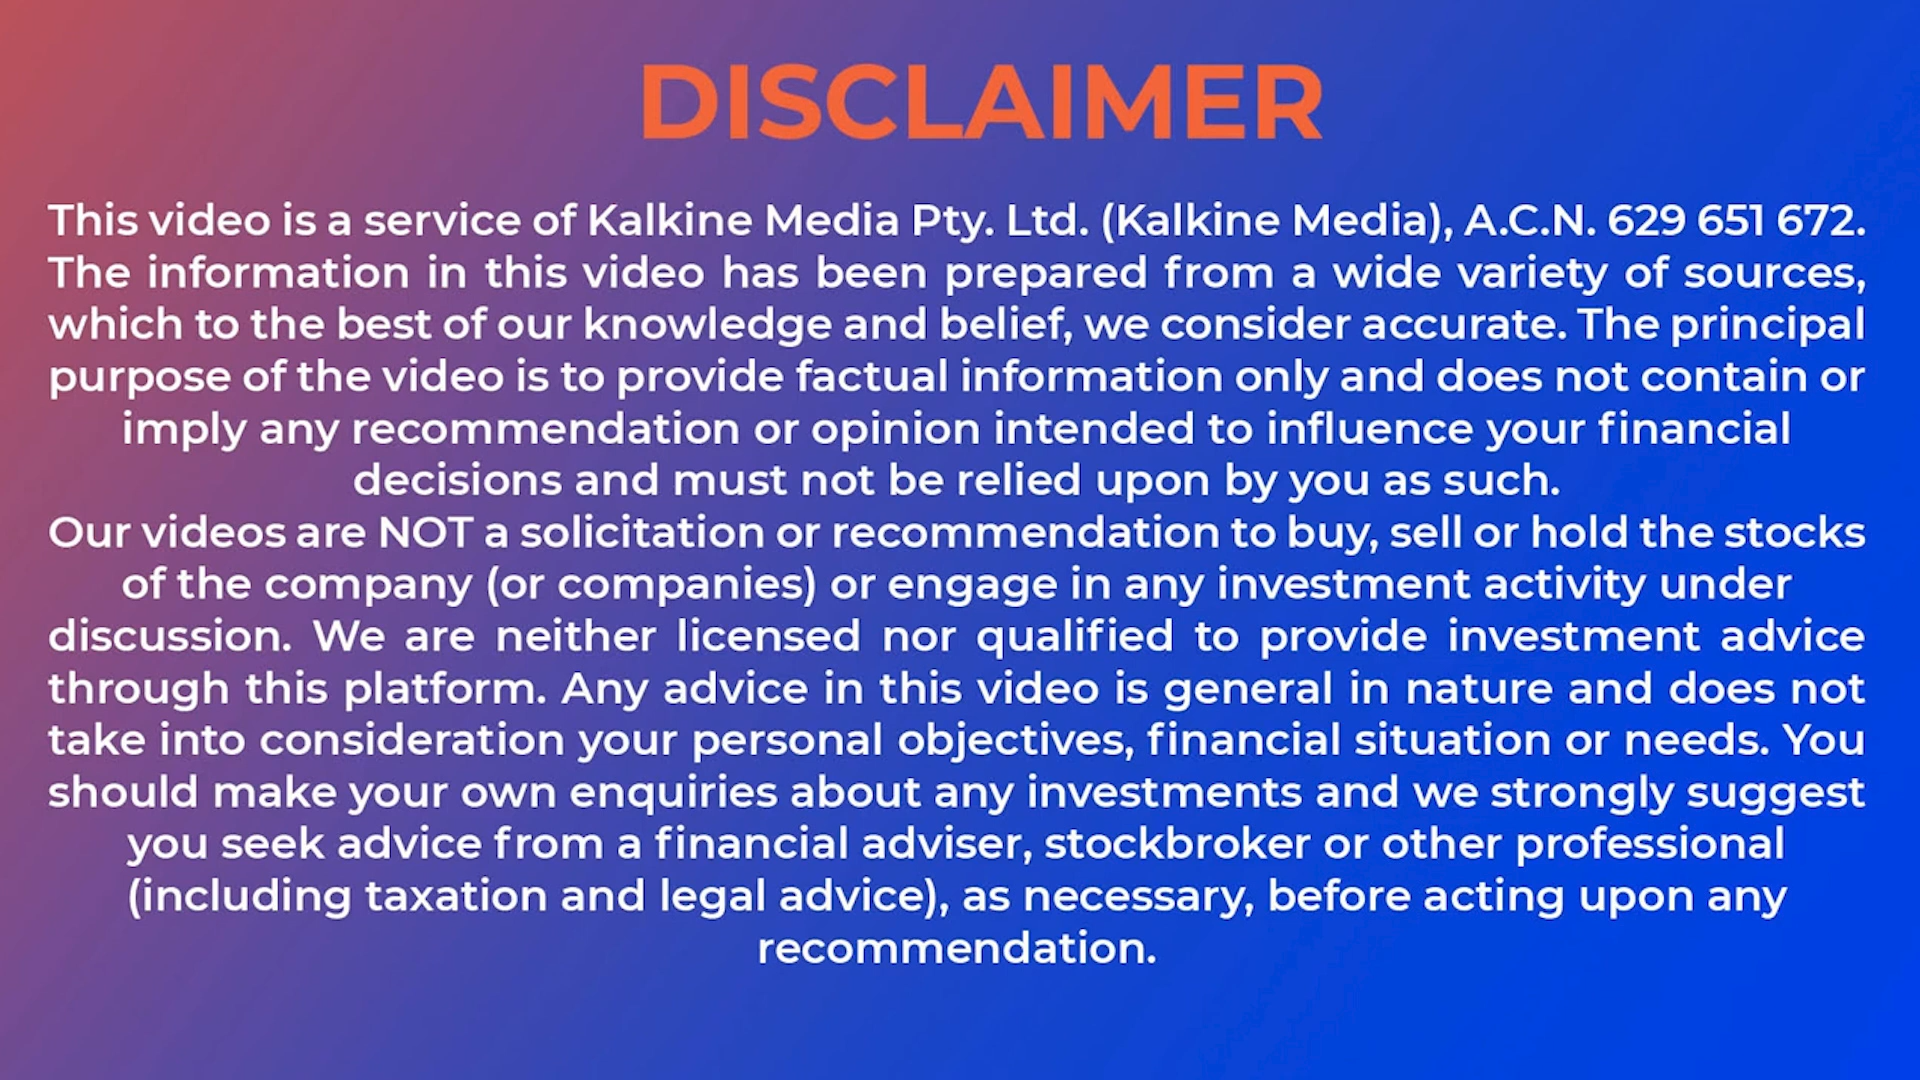 DISCLAIMER
This video is a service of Kalkine Media Pty. Ltd. (Kalkine Media), A.C.N. 629 651 672.
The information in this video has been prepared from a wide variety of sources,
which to the best of our knowledge and belief, we consider accurate. The principal
purpose of the video is to provide factual information only and does not contain or
imply any recommendation or opinion intended to influence your financial
decisions and must not be relied upon by you as such.
Our videos are NOT a solicitation or recommendation to buy, sell or hold the stocks
of the company (or companies) or engage in any investment activity under
discussion. We are neither licensed nor qualified to provide investment advice
through this platform. Any advice in this video is general in nature and does not
take into consideration your personal objectives, financial situation or needs. You
should make your own enquiries about any investments and we strongly suggest
you seek advice from a financial adviser, stockbroker or other professional
(including taxation and legal advice), as necessary, before acting upon any
recommendation.